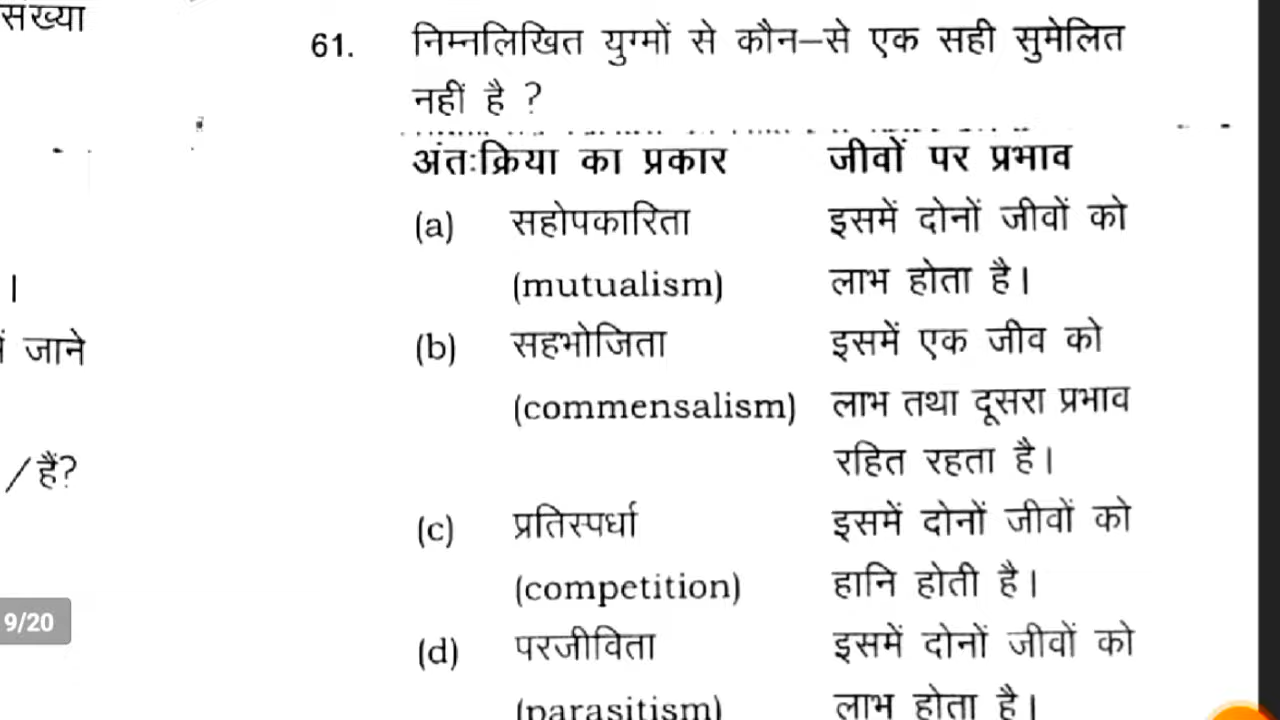 संख्या
61. निम्नलिखित युग्मों से कौन–से एक सही सुमेलित
नहीं है ?
अंतःक्रिया का प्रकार जीवों पर प्रभाव
(a) सहोपकारिता इसमें दोनों जीवों को
(mutualism) लाभ होता है।
।
(b) सहभोजिता इसमें एक जीव को
में जाने
(commensalism) लाभ तथा दूसरा प्रभाव
रहित रहता है।
/हैं?
(c) प्रतिस्पर्धा इसमें दोनों जीवों को
(competition) हानि होती है।
9/20
(d) परजीविता इसमें दोनों जीवों को
(parasitism) लाभ होता है।